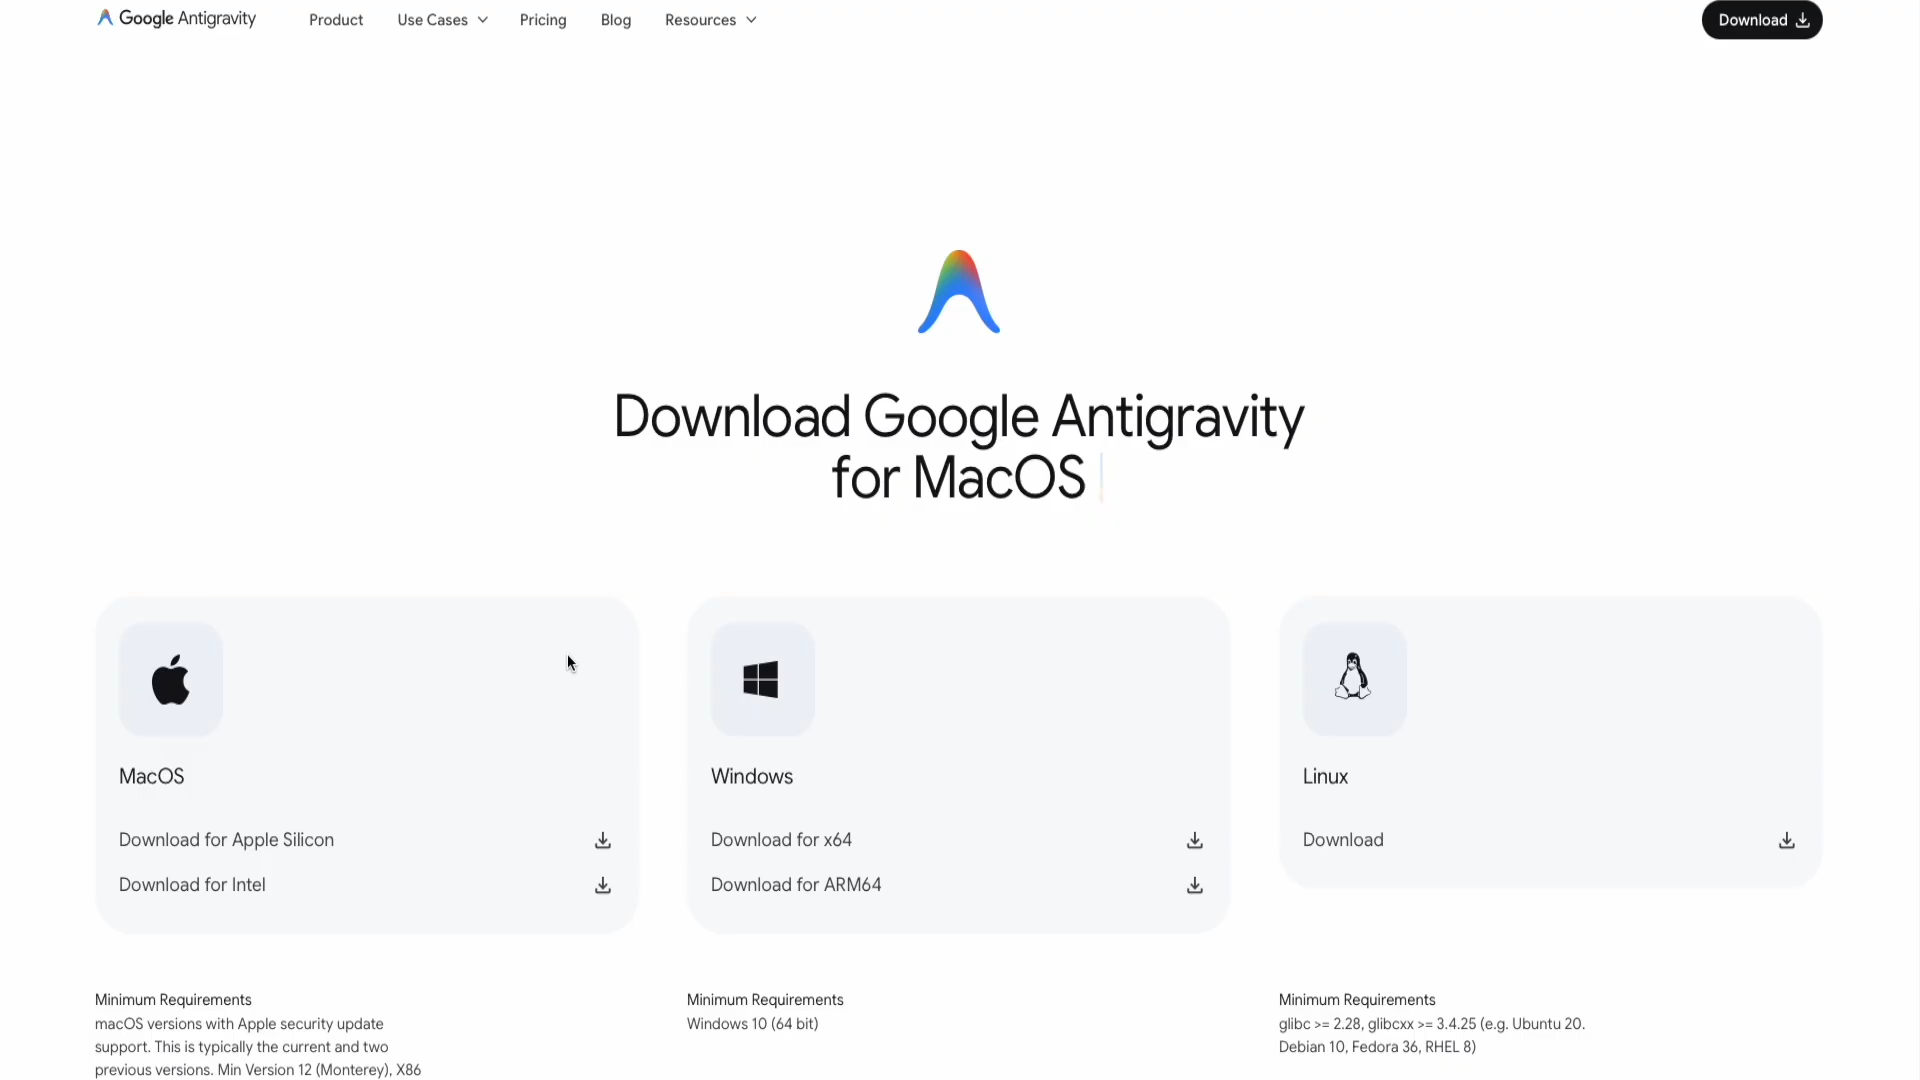 Google Antigravity
Product
Use Cases
Pricing
Blog
Resources
Download
Download Google Antigravity
for MacOS
MacOS
Download for Apple Silicon
Download for Intel
Windows
Download for x64
Download for ARM64
Linux
Download
Minimum Requirements
macOS versions with Apple security update
support. This is typically the current and two
previous versions. Min Version 12 (Monterey), X86
Minimum Requirements
Windows 10 (64 bit)
Minimum Requirements
glibc >= 2.28, glibcxx >= 3.4.25 (e.g. Ubuntu 20.
Debian 10, Fedora 36, RHEL 8)